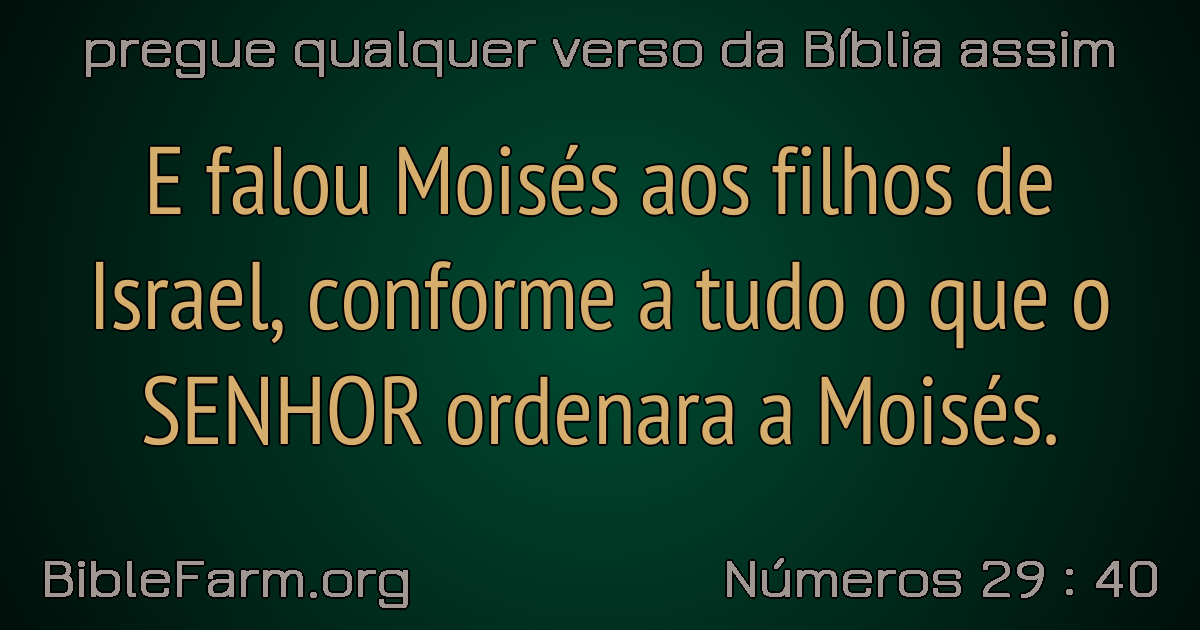 pregue qualquer verso da Bíblia assim
E falou Moisés aos filhos de
Israel, conforme a tudo o que o
SENHOR ordenara a Moisés.
BibleFarm.org
Números 29 : 40